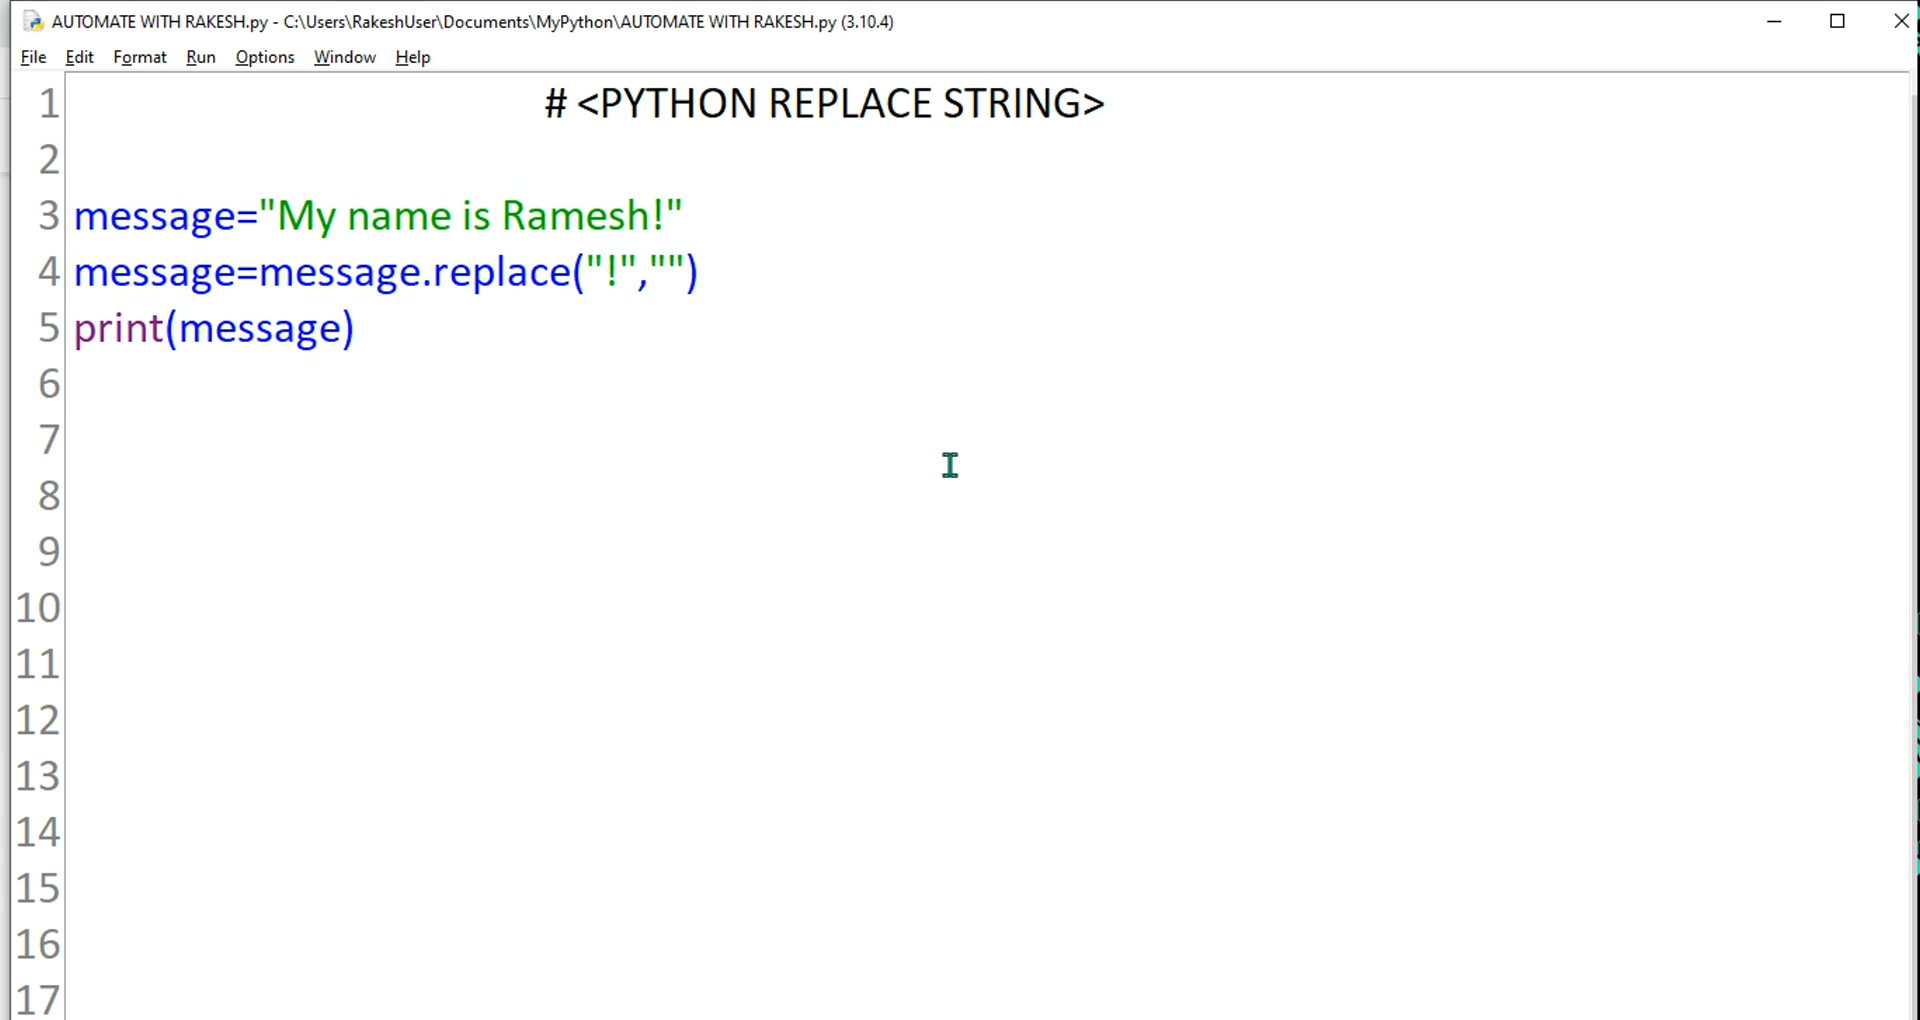 AUTOMATE WITH RAKESH.py - C:\Users\RakeshUser\Documents\MyPython\AUTOMATE WITH RAKESH.py (3.10.4)
File Edit Format Run Options Window Help
1 # <PYTHON REPLACE STRING>
2
3 message="My name is Ramesh!"
4 message=message.replace("!","")
5 print(message)
6
7
8
9
10
11
12
13
14
15
16
17